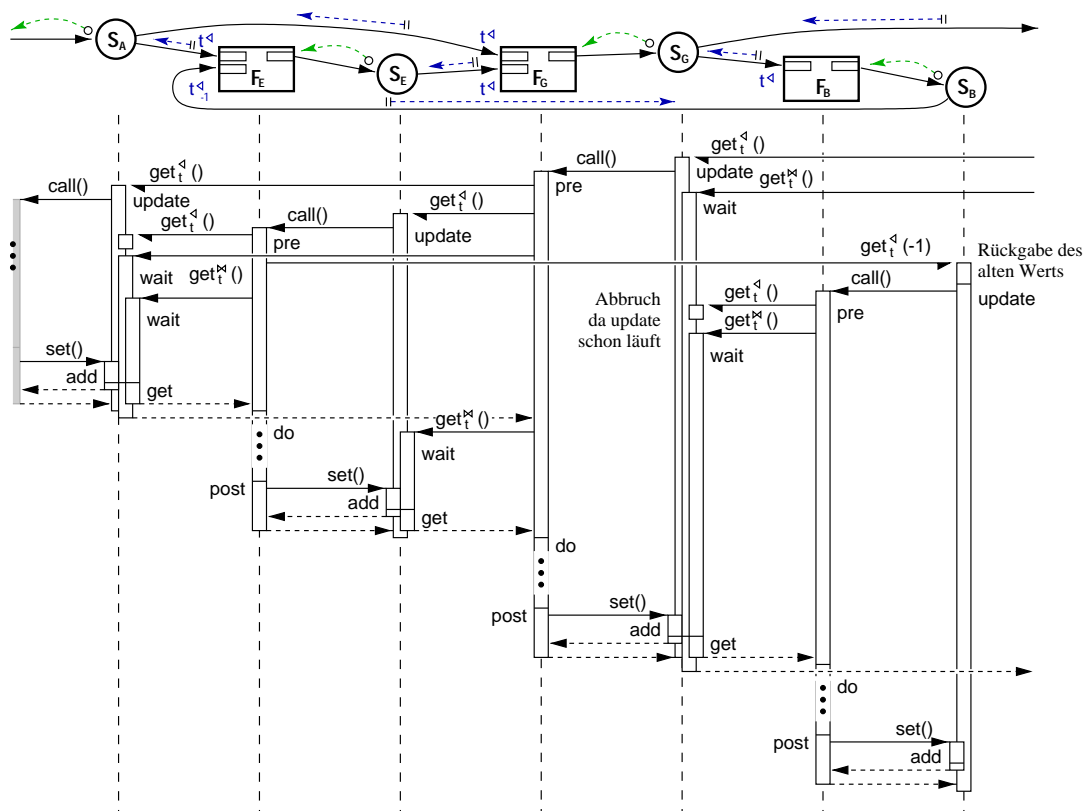 S_A t^◁ F_E S_E t^◁ F_G S_G t^◁ F_B S_B
t^◁_-1 t^◁
get_t^◁ ()
call() call() update
get_t^⋈ ()
get_t^◁ () pre
call() update get_t^◁ () wait
get_t^◁ () call() update
pre get_t^◁ (-1) Rückgabe des
wait get_t^⋈ () alten Werts
call()
Abbruch get_t^◁ () update
wait da update get_t^⋈ () pre
schon läuft wait
set()
add
get
get_t^⋈ ()
do
wait
set()
post add
get
do
set()
post add
get
do
set()
post add